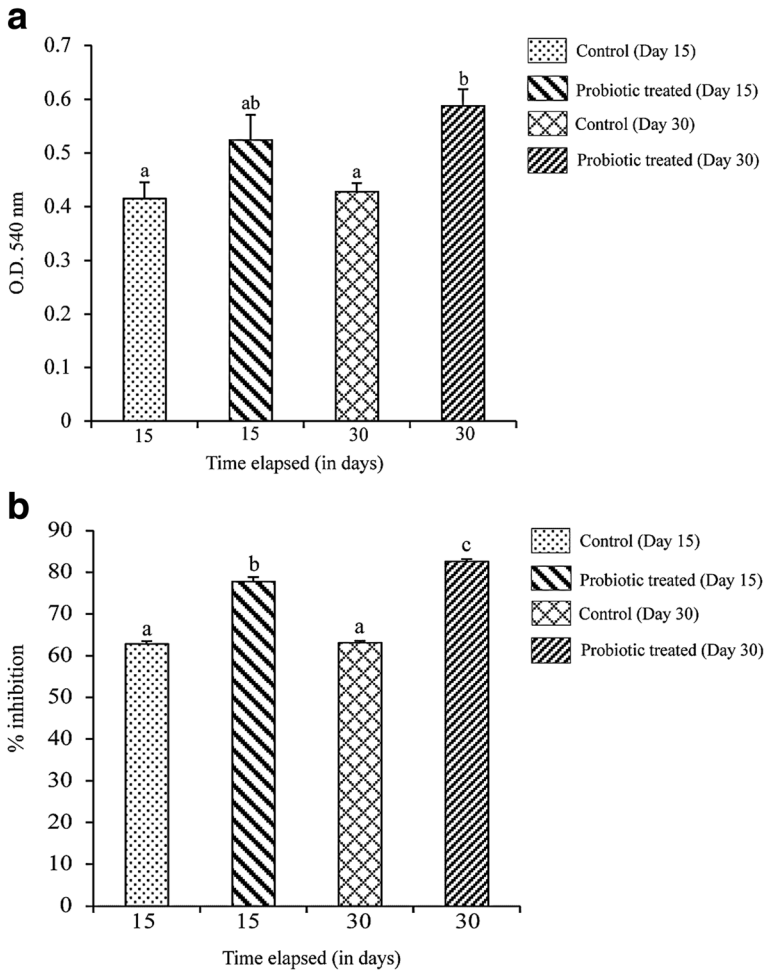 a
0.7
0.6
0.5
0.4
0.3
0.2
0.1
0
O.D. 540 nm
a
ab
a
b
15
15
30
30
Time elapsed (in days)
Control (Day 15)
Probiotic treated (Day 15)
Control (Day 30)
Probiotic treated (Day 30)
b
90
80
70
60
50
40
30
20
10
0
% inhibition
a
b
a
c
15
15
30
30
Time elapsed (in days)
Control (Day 15)
Probiotic treated (Day 15)
Control (Day 30)
Probiotic treated (Day 30)